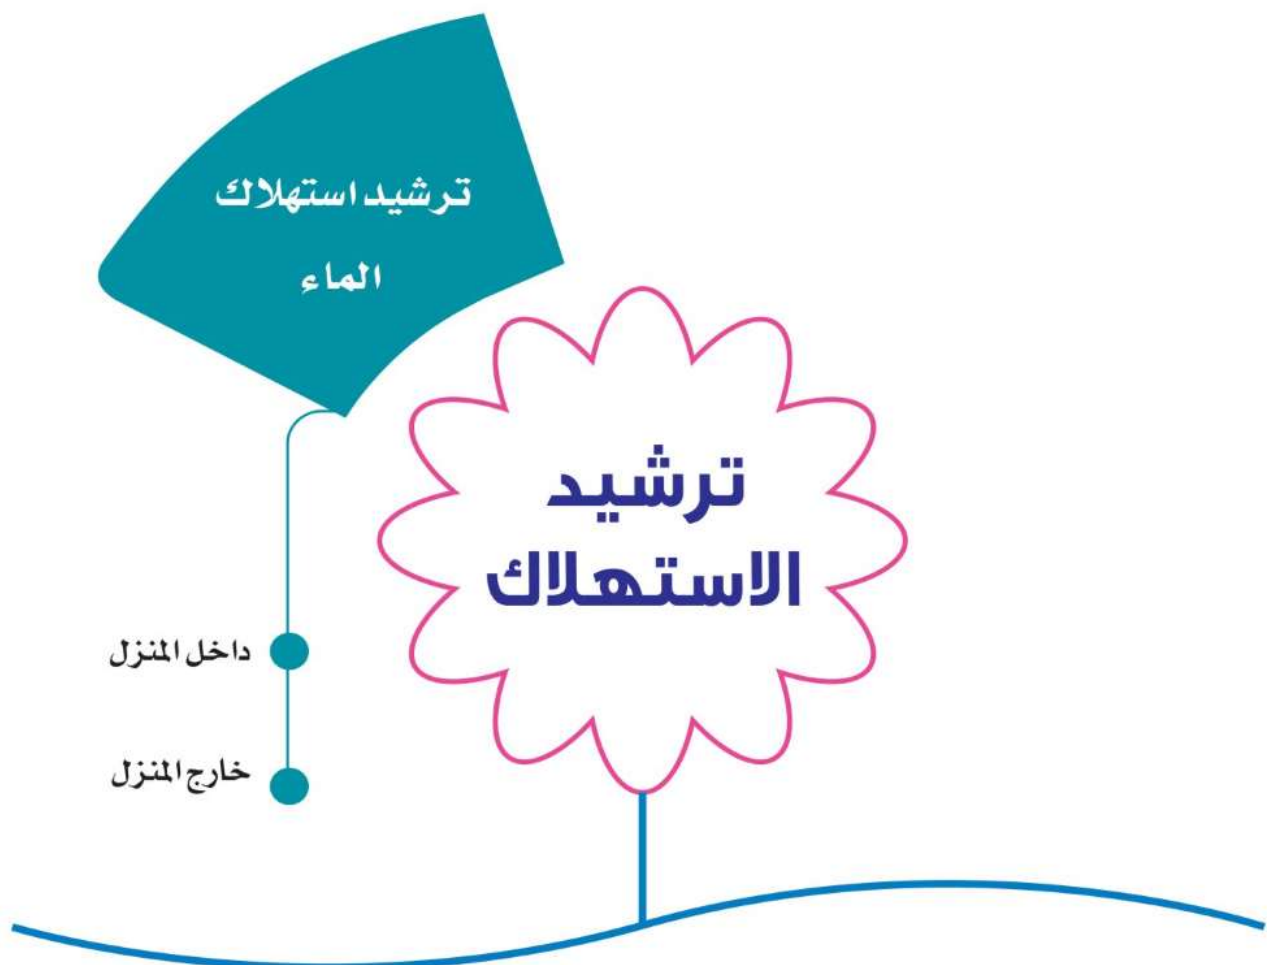 ترشيد استهلاك
الماء
ترشيد
الاستهلاك
داخل المنزل
خارج المنزل